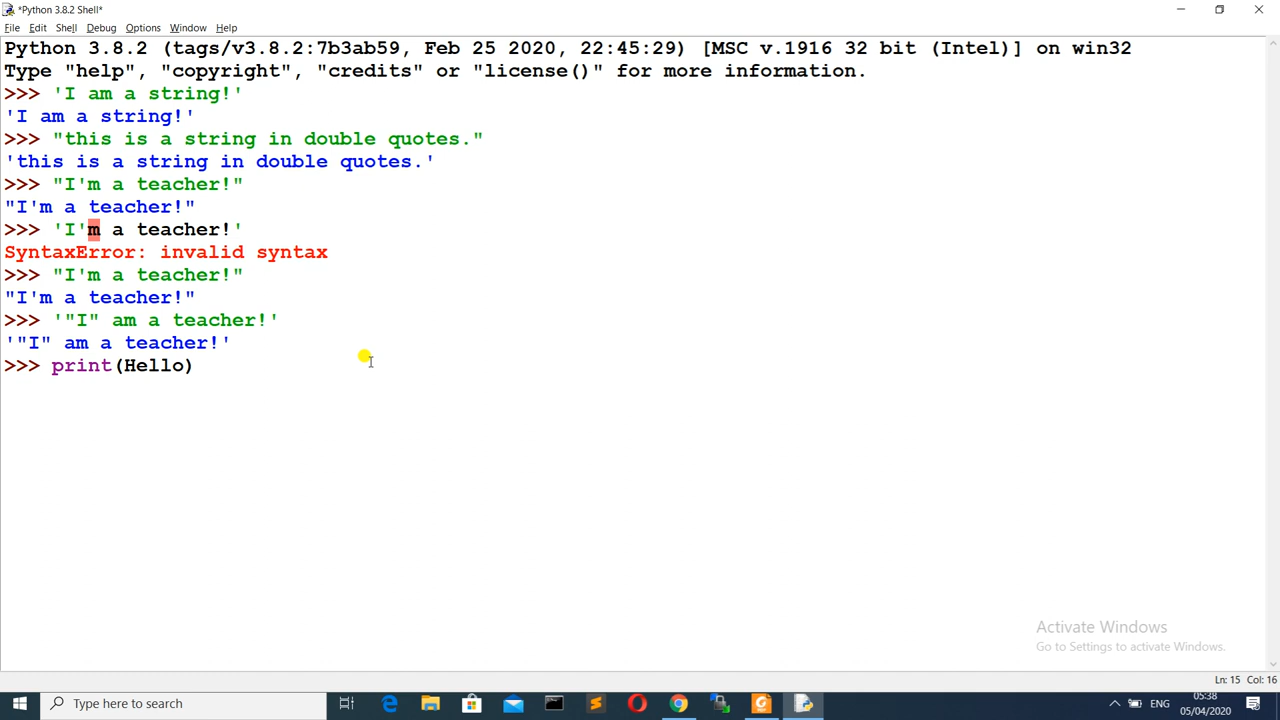 *Python 3.8.2 Shell*
File Edit Shell Debug Options Window Help
Python 3.8.2 (tags/v3.8.2:7b3ab59, Feb 25 2020, 22:45:29) [MSC v.1916 32 bit (Intel)] on win32
Type "help", "copyright", "credits" or "license()" for more information.
>>> 'I am a string!'
'I am a string!'
>>> "this is a string in double quotes."
'this is a string in double quotes.'
>>> "I'm a teacher!"
"I'm a teacher!"
>>> 'I'm a teacher!'
SyntaxError: invalid syntax
>>> "I'm a teacher!"
"I'm a teacher!"
>>> '"I" am a teacher!'
'"I" am a teacher!'
>>> print(Hello)
Activate Windows
Go to Settings to activate Windows.
Ln: 15 Col: 16
Type here to search
ENG
05:38
05/04/2020